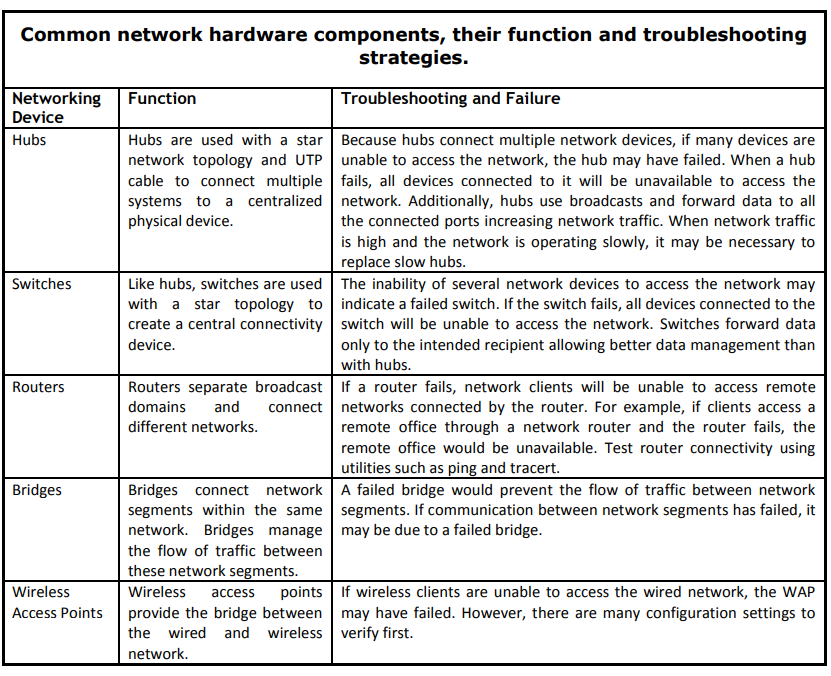 Common network hardware components, their function and troubleshooting
strategies.
Networking
Device
Function
Troubleshooting and Failure
Hubs
Hubs are used with a star
network topology and UTP
cable to connect multiple
systems to a centralized
physical device.
Because hubs connect multiple network devices, if many devices are
unable to access the network, the hub may have failed. When a hub
fails, all devices connected to it will be unavailable to access the
network. Additionally, hubs use broadcasts and forward data to all
the connected ports increasing network traffic. When network traffic
is high and the network is operating slowly, it may be necessary to
replace slow hubs.
Switches
Like hubs, switches are used
with a star topology to
create a central connectivity
device.
The inability of several network devices to access the network may
indicate a failed switch. If the switch fails, all devices connected to the
switch will be unable to access the network. Switches forward data
only to the intended recipient allowing better data management than
with hubs.
Routers
Routers separate broadcast
domains and connect
different networks.
If a router fails, network clients will be unable to access remote
networks connected by the router. For example, if clients access a
remote office through a network router and the router fails, the
remote office would be unavailable. Test router connectivity using
utilities such as ping and tracert.
Bridges
Bridges connect network
segments within the same
network. Bridges manage
the flow of traffic between
these network segments.
A failed bridge would prevent the flow of traffic between network
segments. If communication between network segments has failed, it
may be due to a failed bridge.
Wireless
Access Points
Wireless access points
provide the bridge between
the wired and wireless
network.
If wireless clients are unable to access the wired network, the WAP
may have failed. However, there are many configuration settings to
verify first.